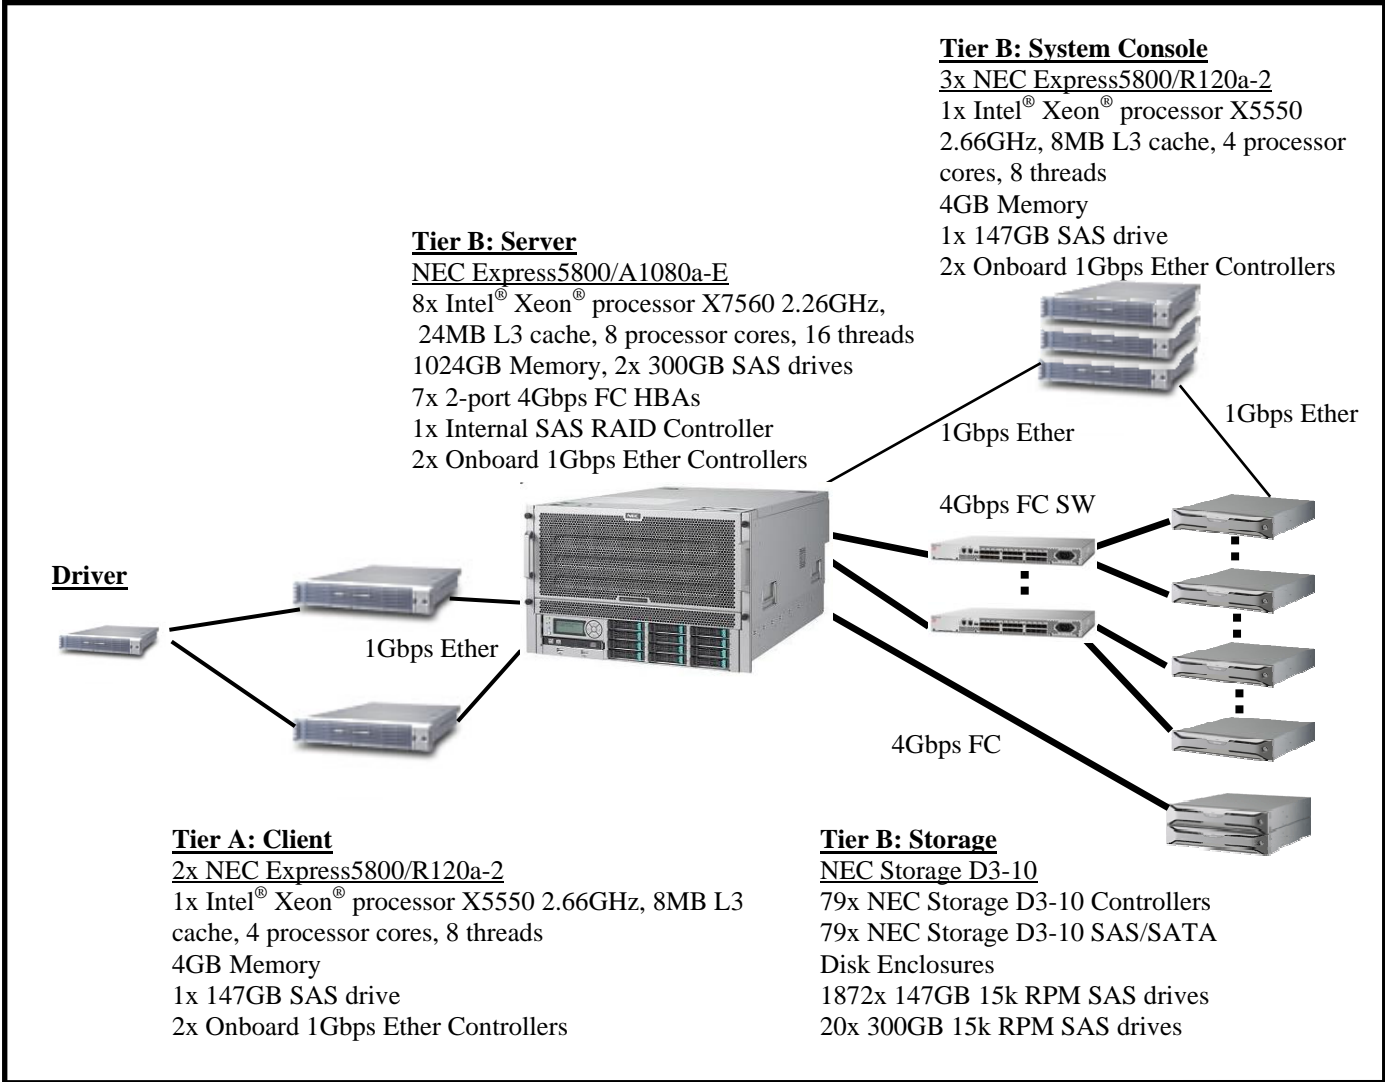 Tier B: System Console
3x NEC Express5800/R120a-2
1x Intel® Xeon® processor X5550
2.66GHz, 8MB L3 cache, 4 processor
cores, 8 threads
4GB Memory
1x 147GB SAS drive
2x Onboard 1Gbps Ether Controllers
Tier B: Server
NEC Express5800/A1080a-E
8x Intel® Xeon® processor X7560 2.26GHz,
24MB L3 cache, 8 processor cores, 16 threads
1024GB Memory, 2x 300GB SAS drives
7x 2-port 4Gbps FC HBAs
1x Internal SAS RAID Controller
2x Onboard 1Gbps Ether Controllers
1Gbps Ether
1Gbps Ether
4Gbps FC SW
Driver
1Gbps Ether
4Gbps FC
Tier A: Client
2x NEC Express5800/R120a-2
1x Intel® Xeon® processor X5550 2.66GHz, 8MB L3
cache, 4 processor cores, 8 threads
4GB Memory
1x 147GB SAS drive
2x Onboard 1Gbps Ether Controllers
Tier B: Storage
NEC Storage D3-10
79x NEC Storage D3-10 Controllers
79x NEC Storage D3-10 SAS/SATA
Disk Enclosures
1872x 147GB 15k RPM SAS drives
20x 300GB 15k RPM SAS drives